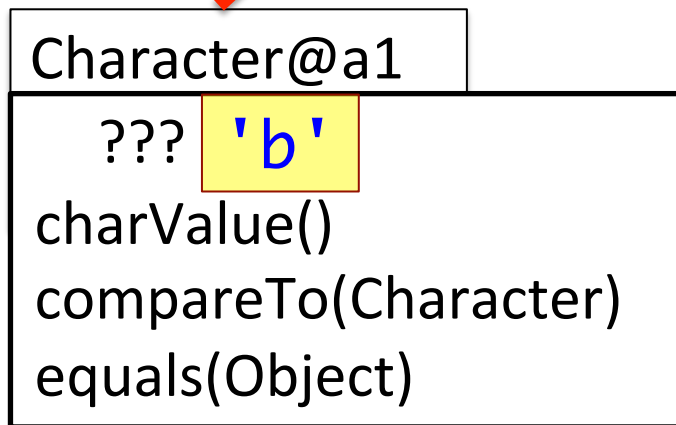 Character@a1
??? 'b'
charValue()
compareTo(Character)
equals(Object)